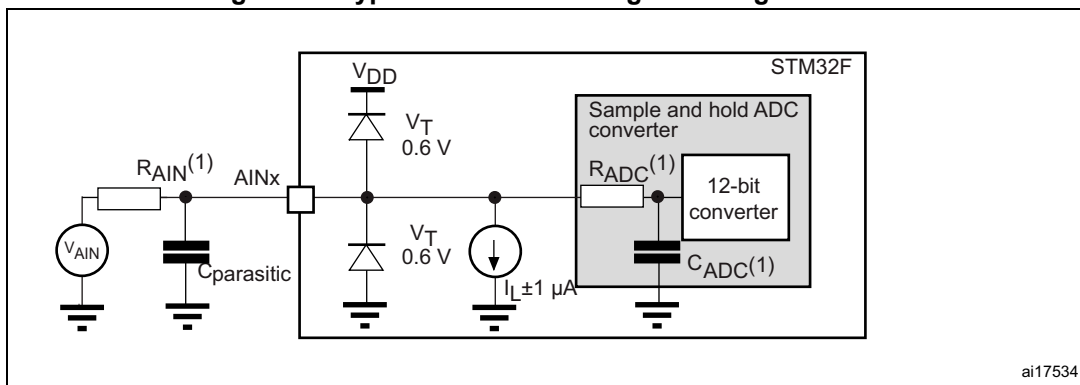 STM32F
VDD
Sample and hold ADC
converter
VT
0.6 V
RAIN(1)
AINx
RADC(1)
12-bit
converter
VAIN
Cparasitic
VT
0.6 V
IL±1 µA
CADC(1)
ai17534